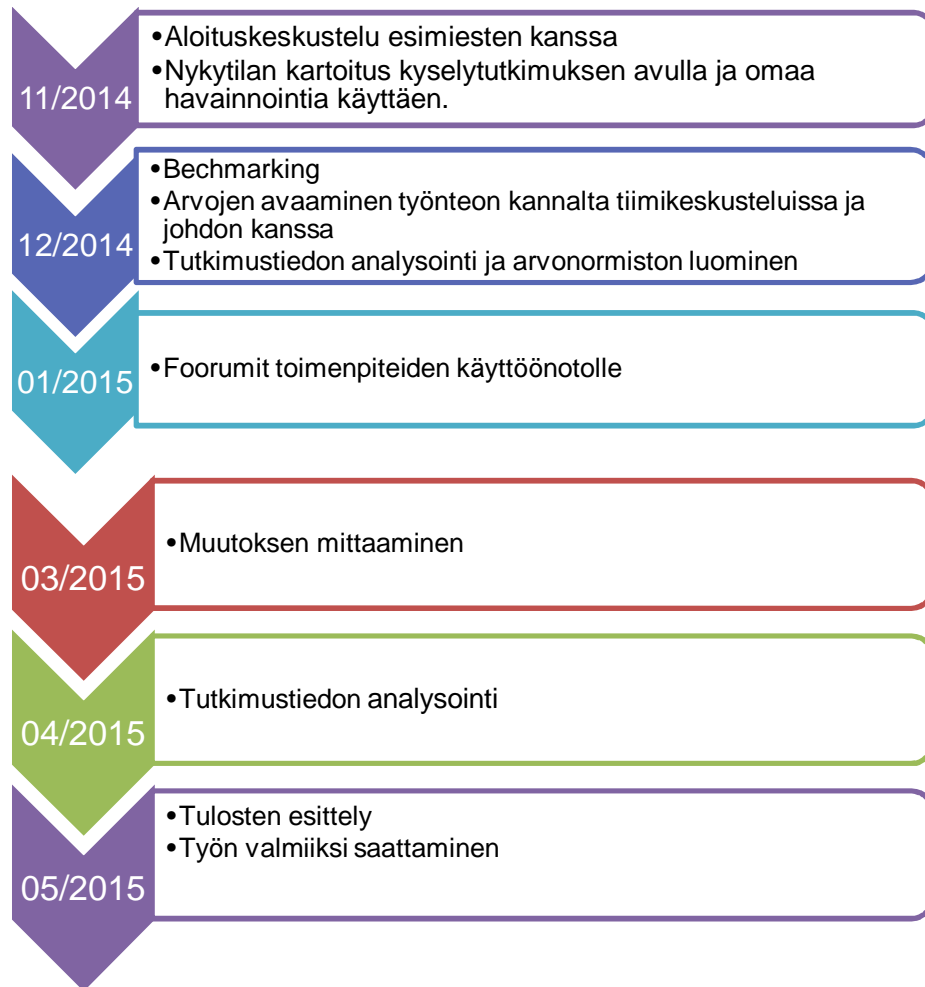 11/2014
•Aloituskeskustelu esimiesten kanssa
•Nykytilan kartoitus kyselytutkimuksen avulla ja omaa
havainnointia käyttäen.
12/2014
•Bechmarking
•Arvojen avaaminen työnteon kannalta tiimikeskusteluissa ja
johdon kanssa
•Tutkimustiedon analysointi ja arvonormiston luominen
01/2015
•Foorumit toimenpiteiden käyttöönotolle
03/2015
•Muutoksen mittaaminen
04/2015
•Tutkimustiedon analysointi
05/2015
•Tulosten esittely
•Työn valmiiksi saattaminen